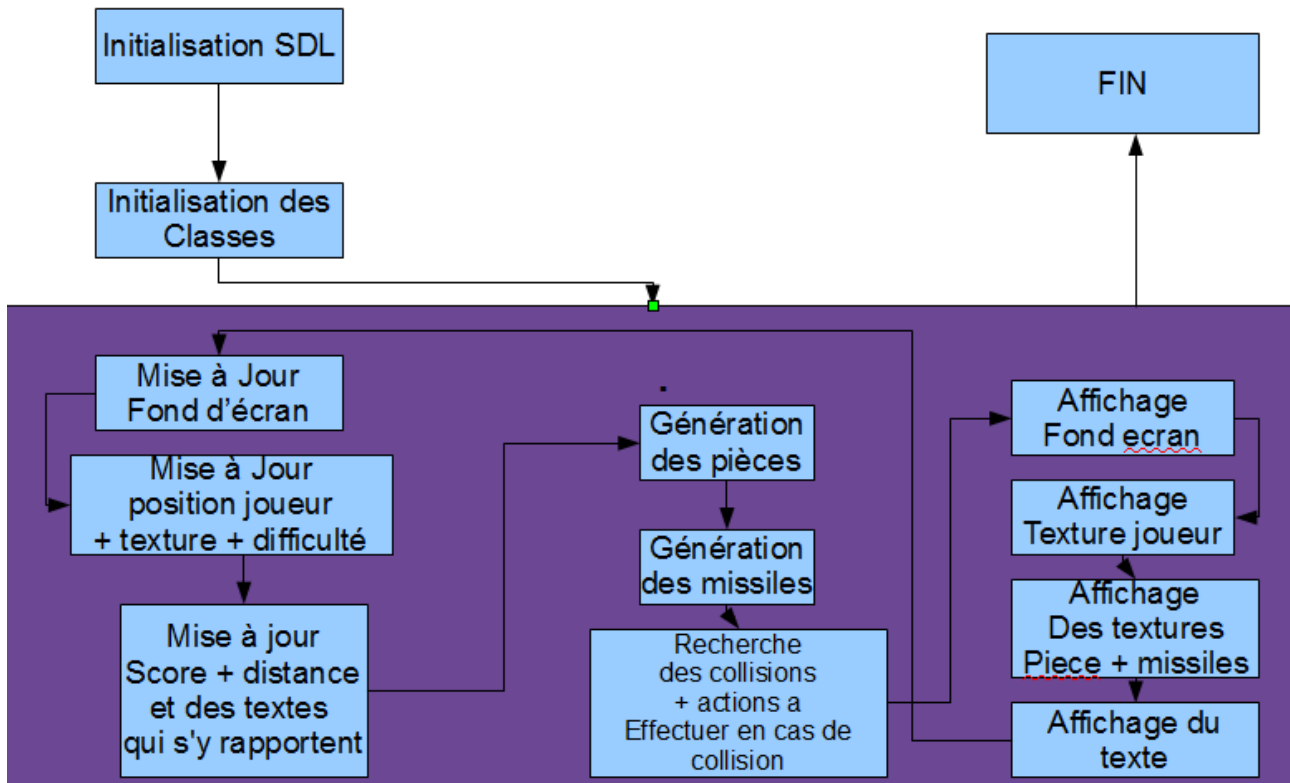 Initialisation SDL
FIN
Initialisation des
Classes
Mise à Jour
Fond d'écran
Mise à Jour
position joueur
+ texture + difficulté
Mise à jour
Score + distance
et des textes
qui s'y rapportent
Génération
des pièces
Génération
des missiles
Recherche
des collisions
+ actions a
Effectuer en cas de
collision
Affichage
Fond ecran
Affichage
Texture joueur
Affichage
Des textures
Piece + missiles
Affichage du
texte